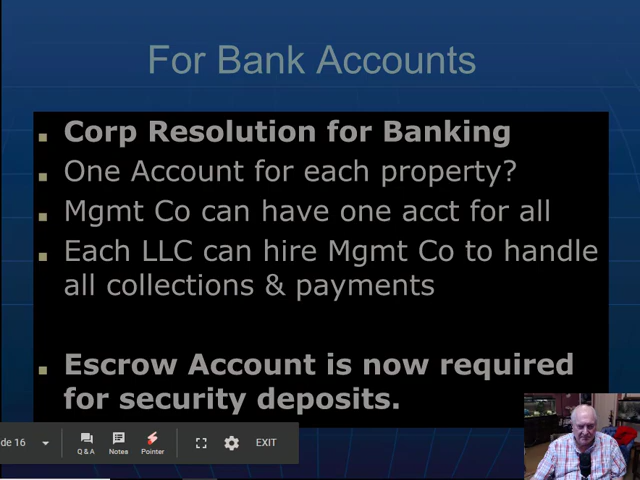 For Bank Accounts
Corp Resolution for Banking
One Account for each property?
Mgmt Co can have one acct for all
Each LLC can hire Mgmt Co to handle
all collections & payments
Escrow Account is now required
for security deposits.
de 16
Q & A
Notes
Pointer
EXIT